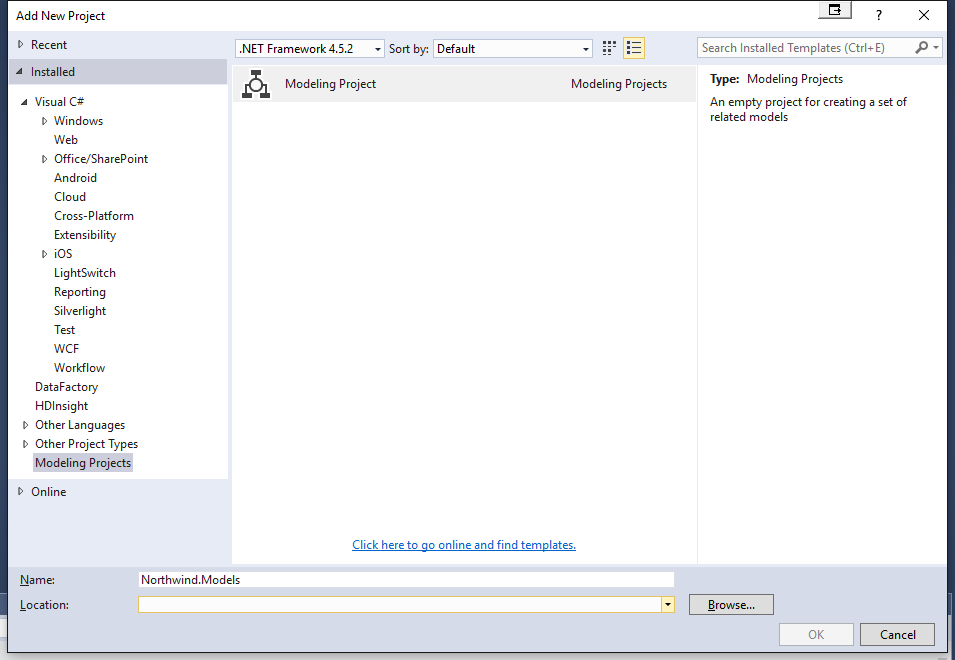 Add New Project
?
Recent
Installed
Visual C#
Windows
Web
Office/SharePoint
Android
Cloud
Cross-Platform
Extensibility
iOS
LightSwitch
Reporting
Silverlight
Test
WCF
Workflow
DataFactory
HDInsight
Other Languages
Other Project Types
Modeling Projects
Online
.NET Framework 4.5.2
Sort by:
Default
Modeling Project
Modeling Projects
Click here to go online and find templates.
Search Installed Templates (Ctrl+E)
Type: Modeling Projects
An empty project for creating a set of
related models
Name:
Northwind.Models
Location:
Browse...
OK
Cancel